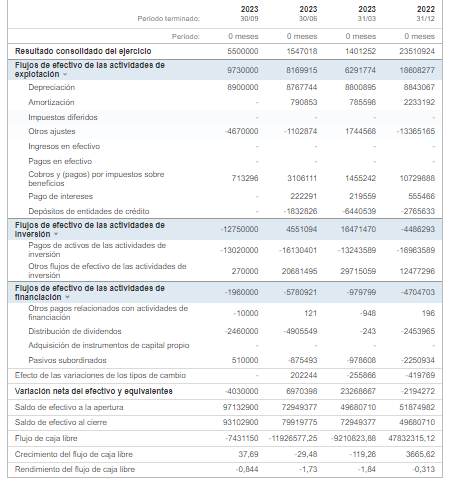 2023 2023 2023 2022
Período terminado: 30/09 30/06 31/03 31/12
Período: 0 meses 0 meses 0 meses 0 meses
Resultado consolidado del ejercicio 5500000 1547018 1401252 23510924
Flujos de efectivo de las actividades de
explotación 9730000 8169915 6291774 18608277
Depreciación 8900000 8767744 8800895 8843067
Amortización - 790853 785598 2233192
Impuestos diferidos - - - -
Otros ajustes -4670000 -1102874 1744568 -13365165
Ingresos en efectivo - - - -
Pagos en efectivo - - - -
Cobros y (pagos) por impuestos sobre
beneficios 713296 3106111 1455242 10729888
Pago de intereses - 222291 219559 555466
Depósitos de entidades de crédito - -1832826 -6440539 -2765633
Flujos de efectivo de las actividades de
inversión -12750000 4551094 16471470 -4486293
Pagos de activos de las actividades de
inversión -13020000 -16130401 -13243589 -16963589
Otros flujos de efectivo de las actividades de
inversión 270000 20681495 29715059 12477296
Flujos de efectivo de las actividades de
financiación -1960000 -5780921 -979799 -4704703
Otros pagos relacionados con actividades de
financiación -10000 121 -948 196
Distribución de dividendos -2460000 -4905549 -243 -2453965
Adquisición de instrumentos de capital propio - - - -
Pasivos subordinados 510000 -875493 -978608 -2250934
Efecto de las variaciones de los tipos de cambio - 202244 -255866 -419769
Variación neta del efectivo y equivalentes -4030000 6970398 23268667 -2194272
Saldo de efectivo a la apertura 97132900 72949377 49680710 51874982
Saldo de efectivo al cierre 93102900 79919775 72949377 49680710
Flujo de caja libre -7431150 -11926577,25 -9210823,88 47832315,12
Crecimiento del flujo de caja libre 37,69 -29,48 -119,26 3665,62
Rendimiento del flujo de caja libre -0,844 -1,73 -1,84 -0,313